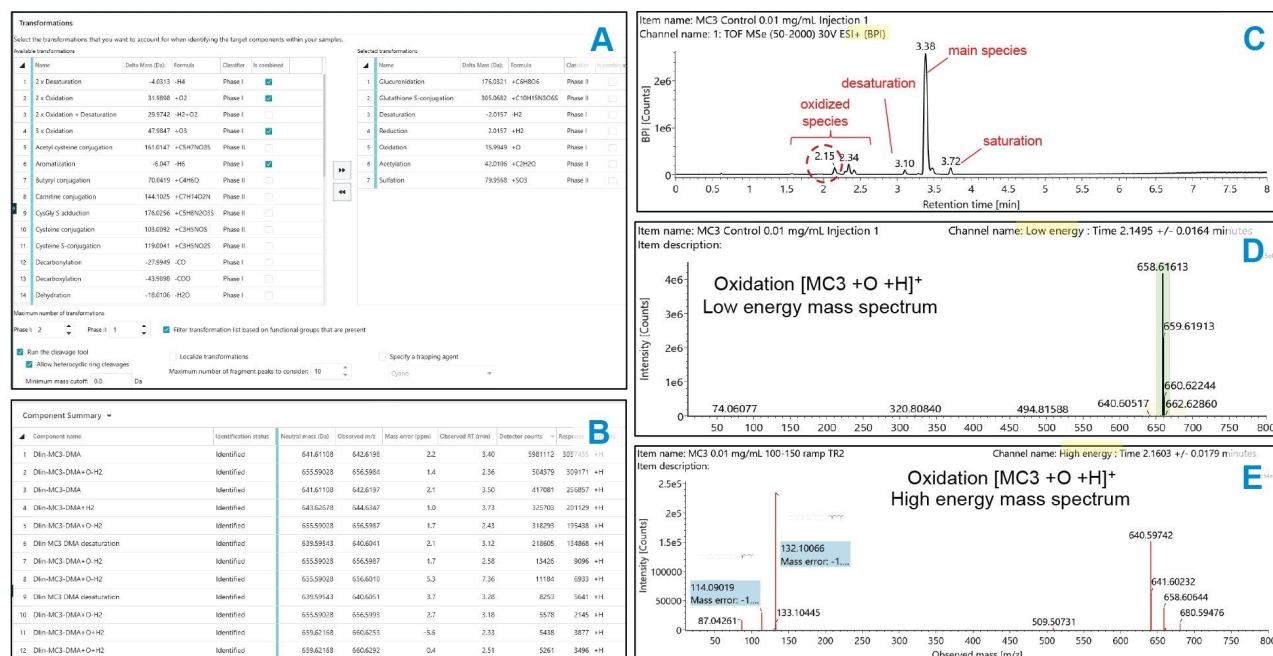 Transformations
A
Select the transformations that you want to account for when identifying the target components within your samples.
Available transformations
Selected transformations
Name Delta Mass (Da): Formula Classifier Is combined
1 2 x Desaturation -4.0313 -H4 Phase I
2 2 x Oxidation 31.9898 +O2 Phase I
3 2 x Oxidation + Desaturation 29.9742 -H2+O2 Phase I
4 3 x Oxidation 47.9847 +O3 Phase I
5 Acetyl cysteine conjugation 161.0147 +C5H7NO3S Phase II
6 Aromatization -6.047 -H6 Phase I
7 Butyryl conjugation 70.0419 +C4H6O Phase II
8 Carnitine conjugation 144.1025 +C7H14O2N Phase II
9 CysGly S adduction 176.0256 +C5H8N2O3S Phase II
10 Cysteine conjugation 103.0092 +C3H5NOS Phase II
11 Cysteine S-conjugation 119.0041 +C3H5NO2S Phase II
12 Decarbonylation -27.9949 -CO Phase I
13 Decarboxylation -43.9898 -COO Phase I
14 Dehydration -18.0106 -H2O Phase I
Name Delta Mass (Da): Formula Classifier
1 Glucuronidation 176.0321 +C6H8O6 Phase II
2 Glutathione S-conjugation 305.0682 +C10H15N3O6S Phase II
3 Desaturation -2.0157 -H2 Phase I
4 Reduction 2.0157 +H2 Phase I
5 Oxidation 15.9949 +O Phase I
6 Acetylation 42.0106 +C2H2O Phase II
7 Sulfation 79.9568 +SO3 Phase II
Maximum number of transformations
Phase I: 2 Phase II: 1 Filter transformation list based on functional groups that are present
Run the cleavage tool
Localize transformations
Specify a trapping agent
Allow heterocyclic ring cleavages
Maximum number of fragment peaks to consider: 10
Cyano
Minimum mass cutoff: 0.0 Da
Component Summary
B
Component name Identification status Neutral mass (Da) Observed m/z Mass error (ppm) Observed RT (min) Detector counts
1 Dlin-MC3-DMA Identified 641.61108 642.6198 2.2 3.40 5981112 +H
2 Dlin-MC3-DMA+O-H2 Identified 655.59028 656.5984 1.4 2.36 504379 309171 +H
3 Dlin-MC3-DMA Identified 641.61108 642.6197 2.1 3.50 417081 256857 +H
4 Dlin-MC3-DMA+H2 Identified 643.62678 644.6347 1.0 3.73 325703 201129 +H
5 Dlin-MC3-DMA+O-H2 Identified 655.59028 656.5987 1.7 2.43 318293 195438 +H
6 Dlin MC3 DMA desaturation Identified 639.59543 640.6041 2.1 3.12 218605 134868 +H
7 Dlin-MC3-DMA+O-H2 Identified 655.59028 656.5987 1.7 2.58 13426 9096 +H
8 Dlin-MC3-DMA+O-H2 Identified 655.59028 656.6010 5.3 7.36 11184 6933 +H
9 Dlin MC3 DMA desaturation Identified 639.59543 640.6051 3.7 3.28 8253 5641 +H
10 Dlin-MC3-DMA+O-H2 Identified 655.59028 656.5993 2.7 3.18 5578 2145 +H
11 Dlin-MC3-DMA+O+H2 Identified 659.62168 660.6253 -5.6 2.33 5438 3877 +H
12 Dlin-MC3-DMA+O+H2 Identified 659.62168 660.6292 0.4 2.51 5261 3496 +H
Item name: MC3 Control 0.01 mg/mL Injection 1
Channel name: 1: TOF MSe (50-2000) 30V ESI+ (BPI)
C
3.38
main species
desaturation
oxidized
species
saturation
2.15 2.34 3.10 3.72
BPI [Counts]
2e6
1e6
0
0 0.5 1 1.5 2 2.5 3 3.5 4 4.5 5 5.5 6 6.5 7 7.5 8
Retention time [min]
Item name: MC3 Control 0.01 mg/mL Injection 1 Channel name: Low energy : Time 2.1495 +/- 0.0164 minutes
Item description:
D
Oxidation [MC3 +O +H]+
Low energy mass spectrum
658.61613
659.61913
660.62244
640.60517 662.62860
74.06077 320.80840 494.81588
Intensity [Counts]
4e6
3e6
2e6
1e6
0
50 100 150 200 250 300 350 400 450 500 550 600 650 700 750 800
Item name: MC3 0.01 mg/mL 100-150 ramp TR2 Channel name: High energy : Time 2.1603 +/- 0.0179 minutes
Item description:
E
Oxidation [MC3 +O +H]+
High energy mass spectrum
132.10066
Mass error: -1....
114.09019
Mass error: -1....
87.04261 133.10445
509.50731
640.59742
641.60232
658.60644
680.59476
Intensity [Counts]
2.5e5
2e5
1.5e5
1e5
50000
0
50 100 150 200 250 300 350 400 450 500 550 600 650 700 750 800
Observed mass [m/z]